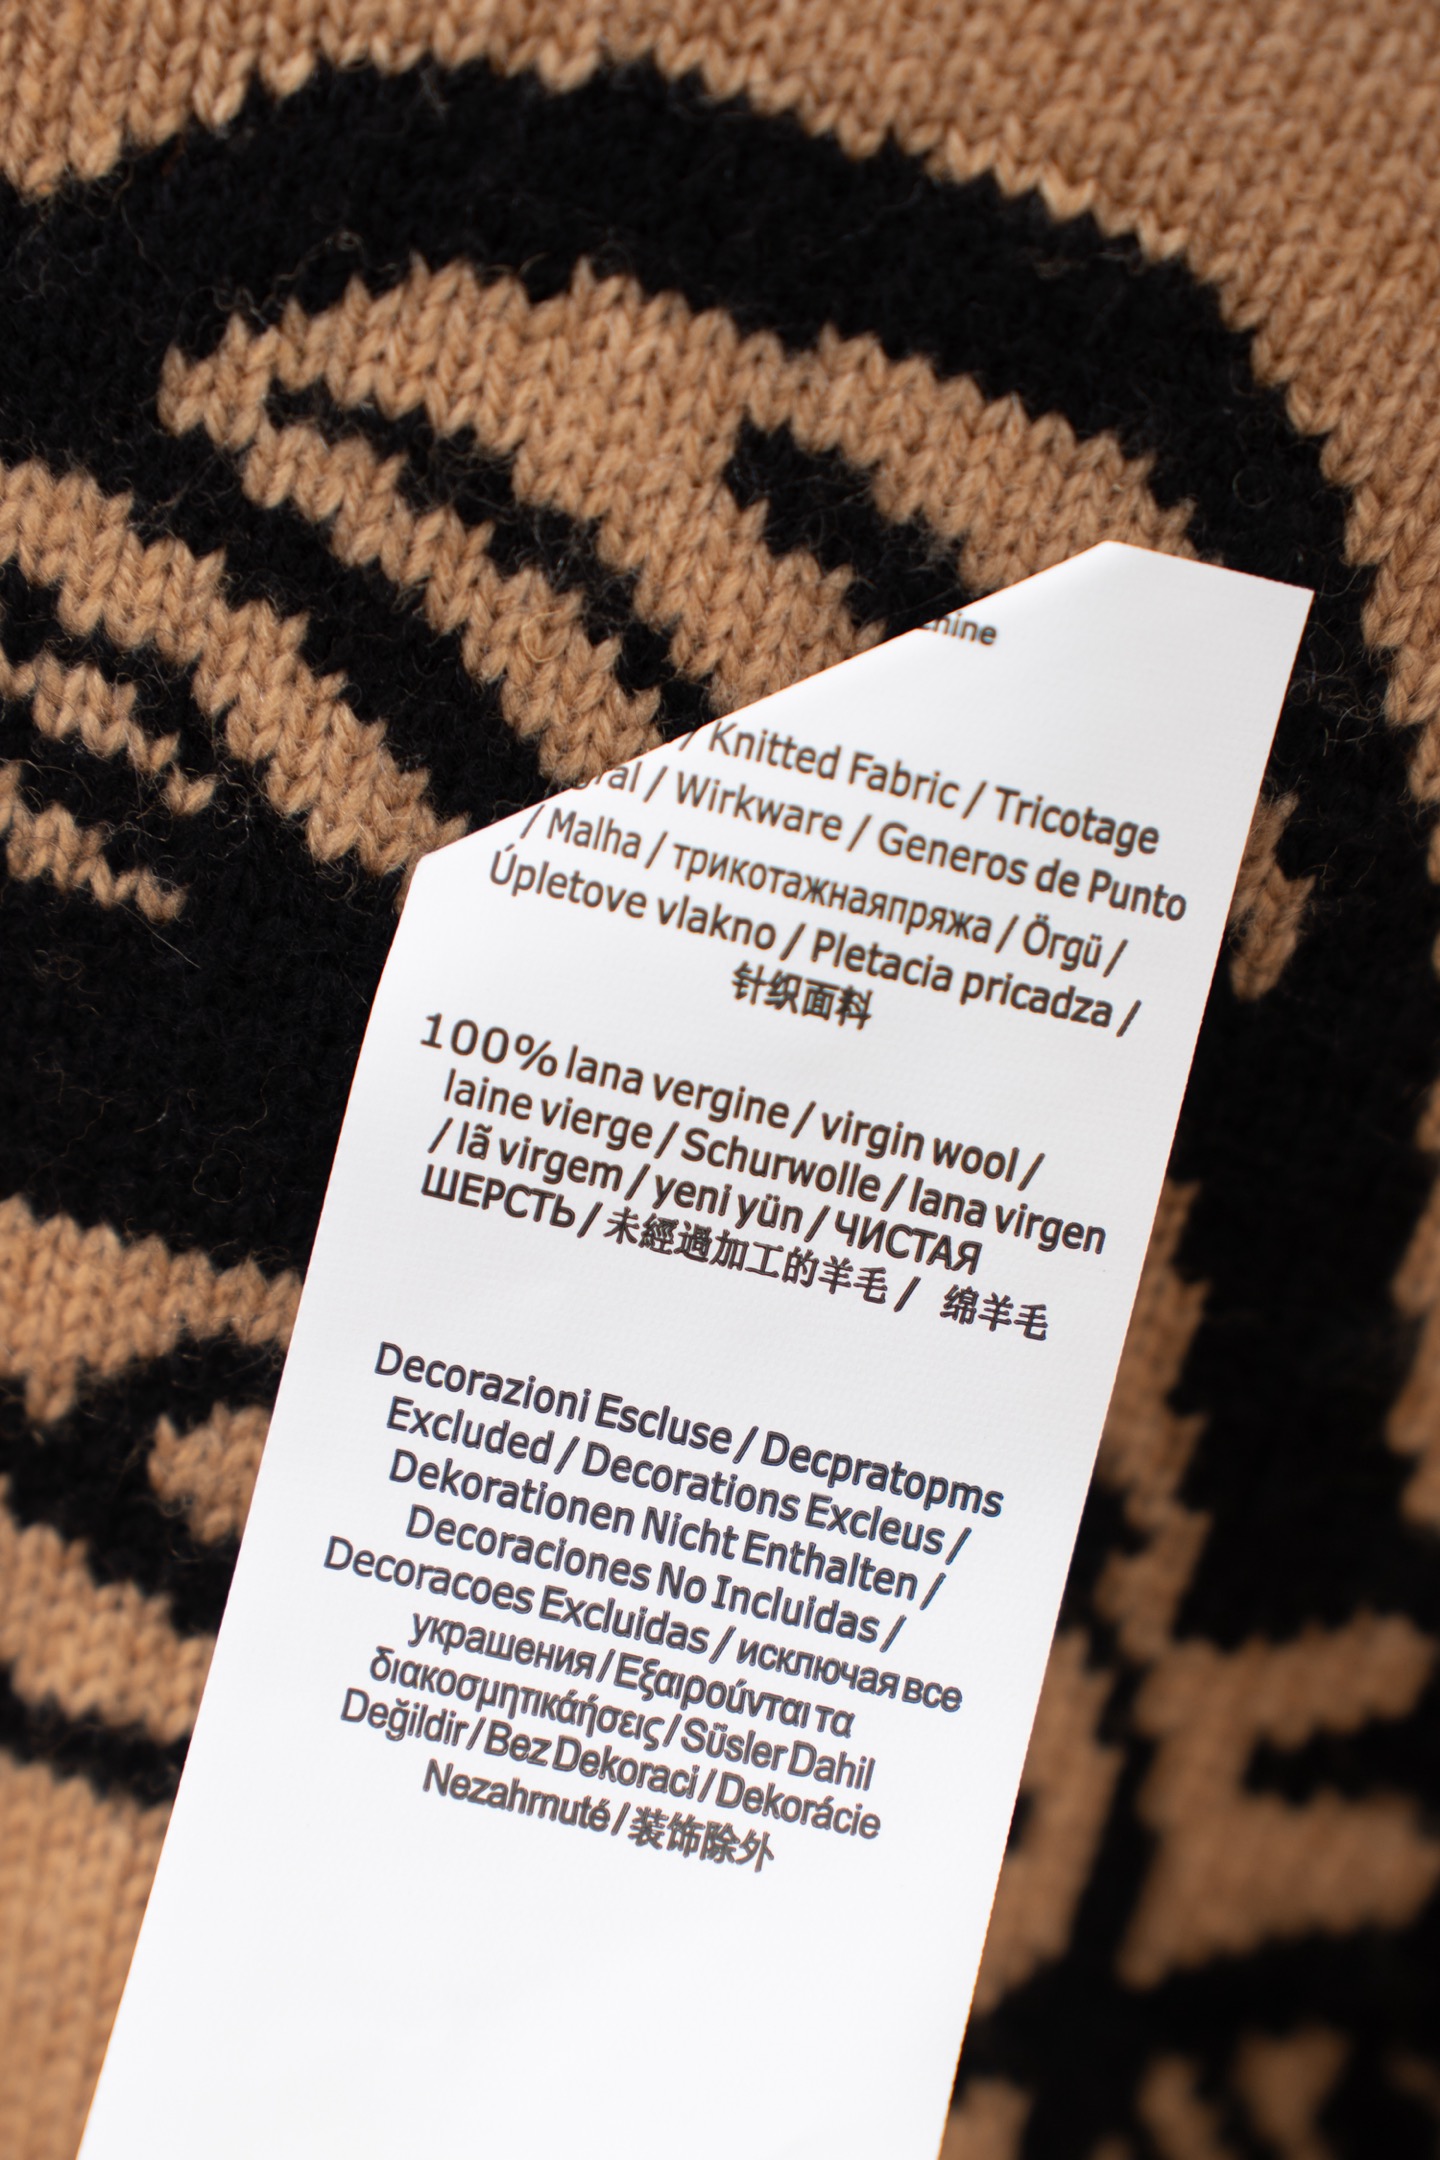 / Knitted Fabric / Tricotage
/ Wirkware / Generos de Punto
/ Malha / трикотажнаяпряжа / Örgü /
Úpletove vlakno / Pletacia pricadza /
针织面料
100% lana vergine / virgin wool /
laine vierge / Schurwolle / lana virgen
/ lã virgem / yeni yün / ЧИСТАЯ
ШЕРСТЬ / 未經過加工的羊毛 / 绵羊毛
Decorazioni Escluse / Decpratopms
Excluded / Decorations Excleus /
Dekorationen Nicht Enthalten /
Decoraciones No Incluidas /
Decoracoes Excluidas / исключая все
украшения / Εξαιρούνται τα
διακοσμητικάήσεις / Süsler Dahil
Değildir / Bez Dekoraci / Dekorácie
Nezahrnuté / 装饰除外